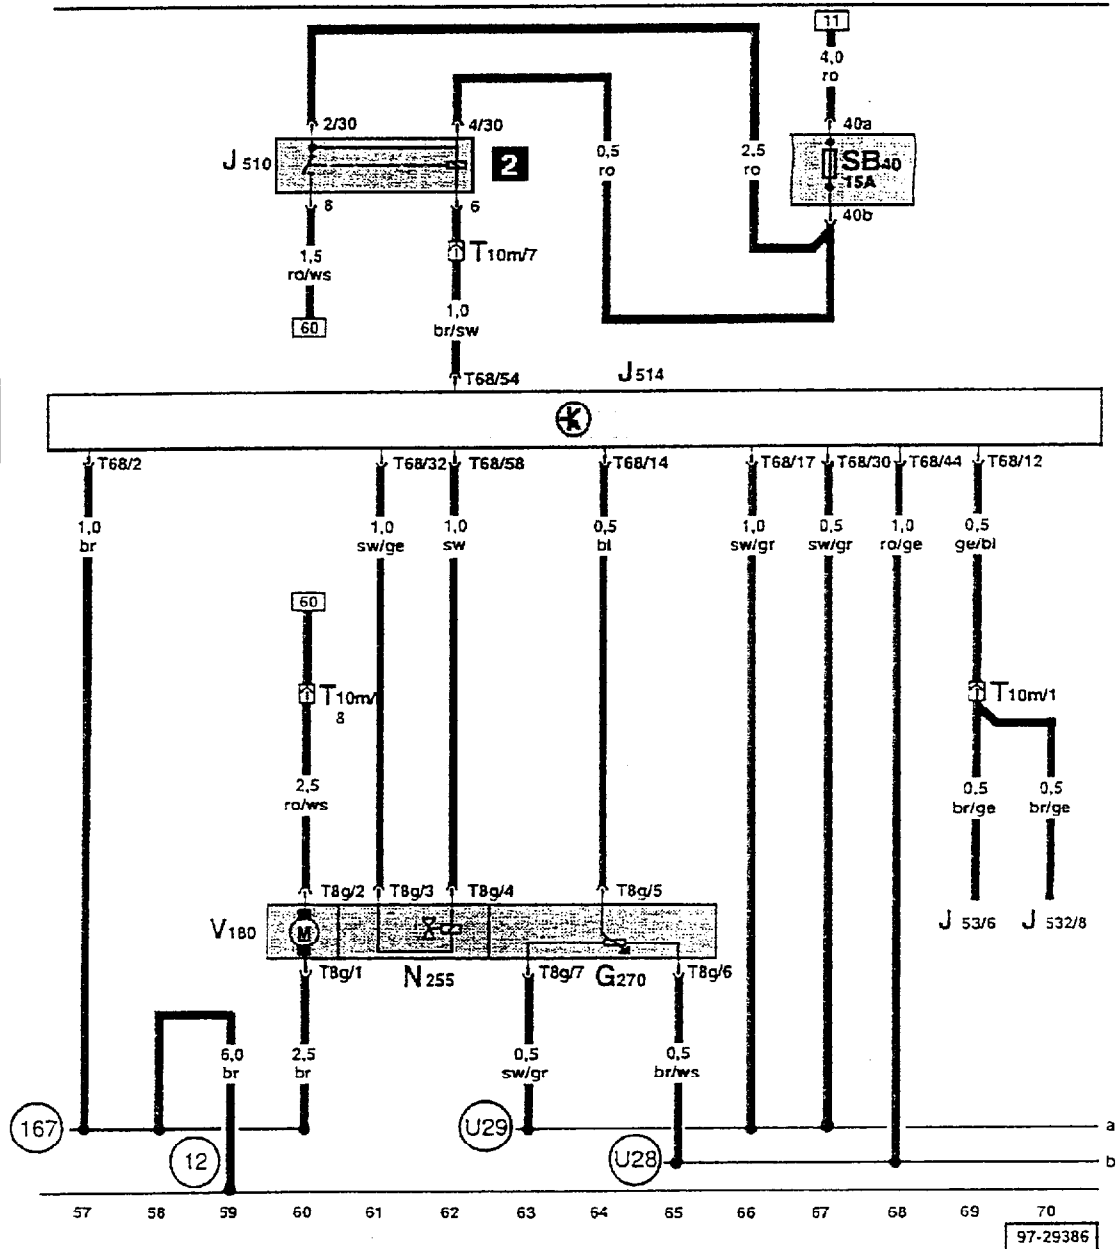 11
4,0
ro
2/30
4/30
40a
J 510
2
0,5
ro
2,5
ro
SB40
15A
8
6
40b
1,5
ro/ws
T10m/7
60
1,0
br/sw
T68/54
J 514
K
T68/2
T68/32
T68/58
T68/14
T68/17
T68/30
T68/44
T68/12
1,0
br
1,0
sw/ge
1,0
sw
0,5
bl
1,0
sw/gr
0,5
sw/gr
1,0
ro/ge
0,5
ge/bl
60
T10m/
8
T10m/1
2,5
ro/ws
0,5
br/ge
0,5
br/ge
T8g/2
T8g/3
T8g/4
T8g/5
J 53/6
J 532/8
V180
M
T8g/1
N255
T8g/7
G270
T8g/6
6,0
br
2,5
br
0,5
sw/gr
0,5
br/ws
167
U29
a
12
U28
b
57 58 59 60 61 62 63 64 65 66 67 68 69 70
97-29386